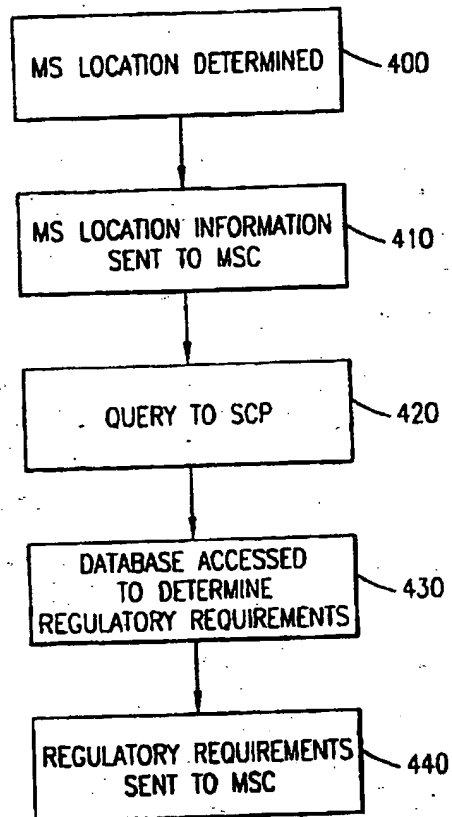 MS LOCATION DETERMINED
400
MS LOCATION INFORMATION
SENT TO MSC
410
QUERY TO SCP
420
DATABASE ACCESSED
TO DETERMINE
REGULATORY REQUIREMENTS
430
REGULATORY REQUIREMENTS
SENT TO MSC
440